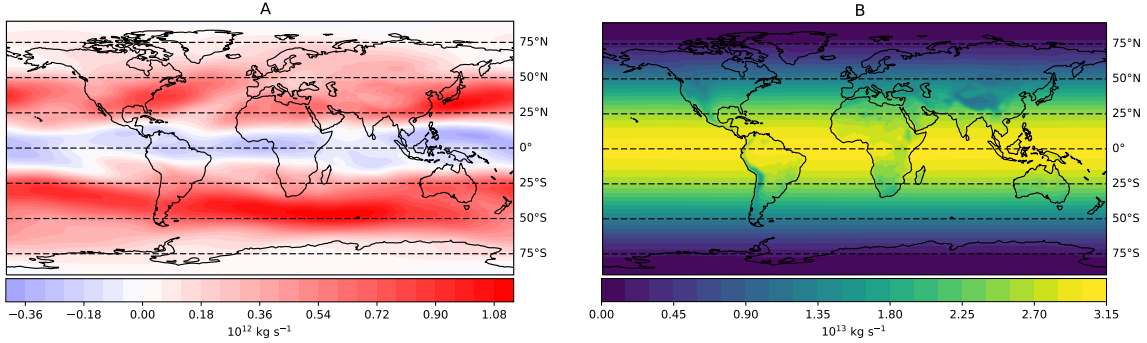 A
75°N
50°N
25°N
0°
25°S
50°S
75°S
−0.36 −0.18 0.00 0.18 0.36 0.54 0.72 0.90 1.08
10¹² kg s⁻¹
B
75°N
50°N
25°N
0°
25°S
50°S
75°S
0.00 0.45 0.90 1.35 1.80 2.25 2.70 3.15
10¹³ kg s⁻¹